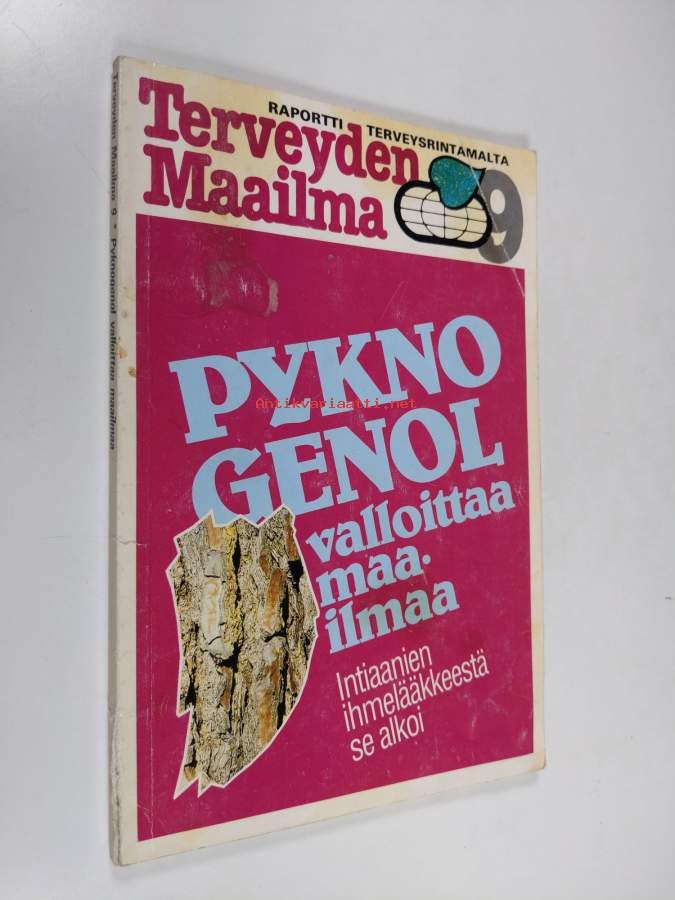 RAPORTTI TERVEYSRINTAMALTA
Terveyden
Maailma
9
PYKNO
GENOL
valloittaa
maa-
ilmaa
Intiaanien
ihmelääkkeestä
se alkoi
Terveyden Maailma 9 * Pyknogenol valloittaa maailmaa
Antikvariaatti.net